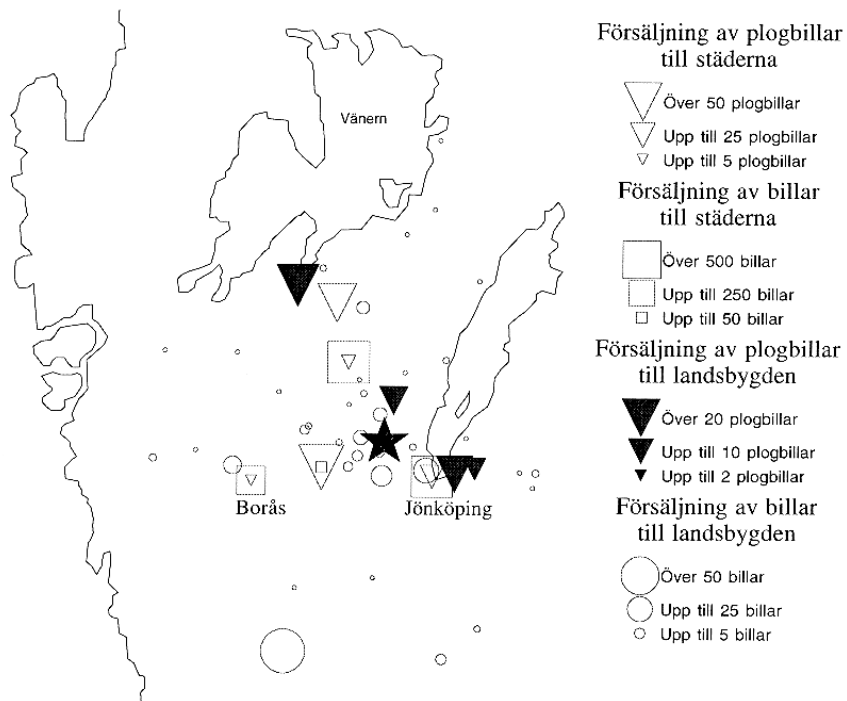 Vänern
Borås
Jönköping
Försäljning av plogbillar
till städerna
Över 50 plogbillar
Upp till 25 plogbillar
Upp till 5 plogbillar
Försäljning av billar
till städerna
Över 500 billar
Upp till 250 billar
Upp till 50 billar
Försäljning av plogbillar
till landsbygden
Över 20 plogbillar
Upp till 10 plogbillar
Upp till 2 plogbillar
Försäljning av billar
till landsbygden
Över 50 billar
Upp till 25 billar
Upp till 5 billar